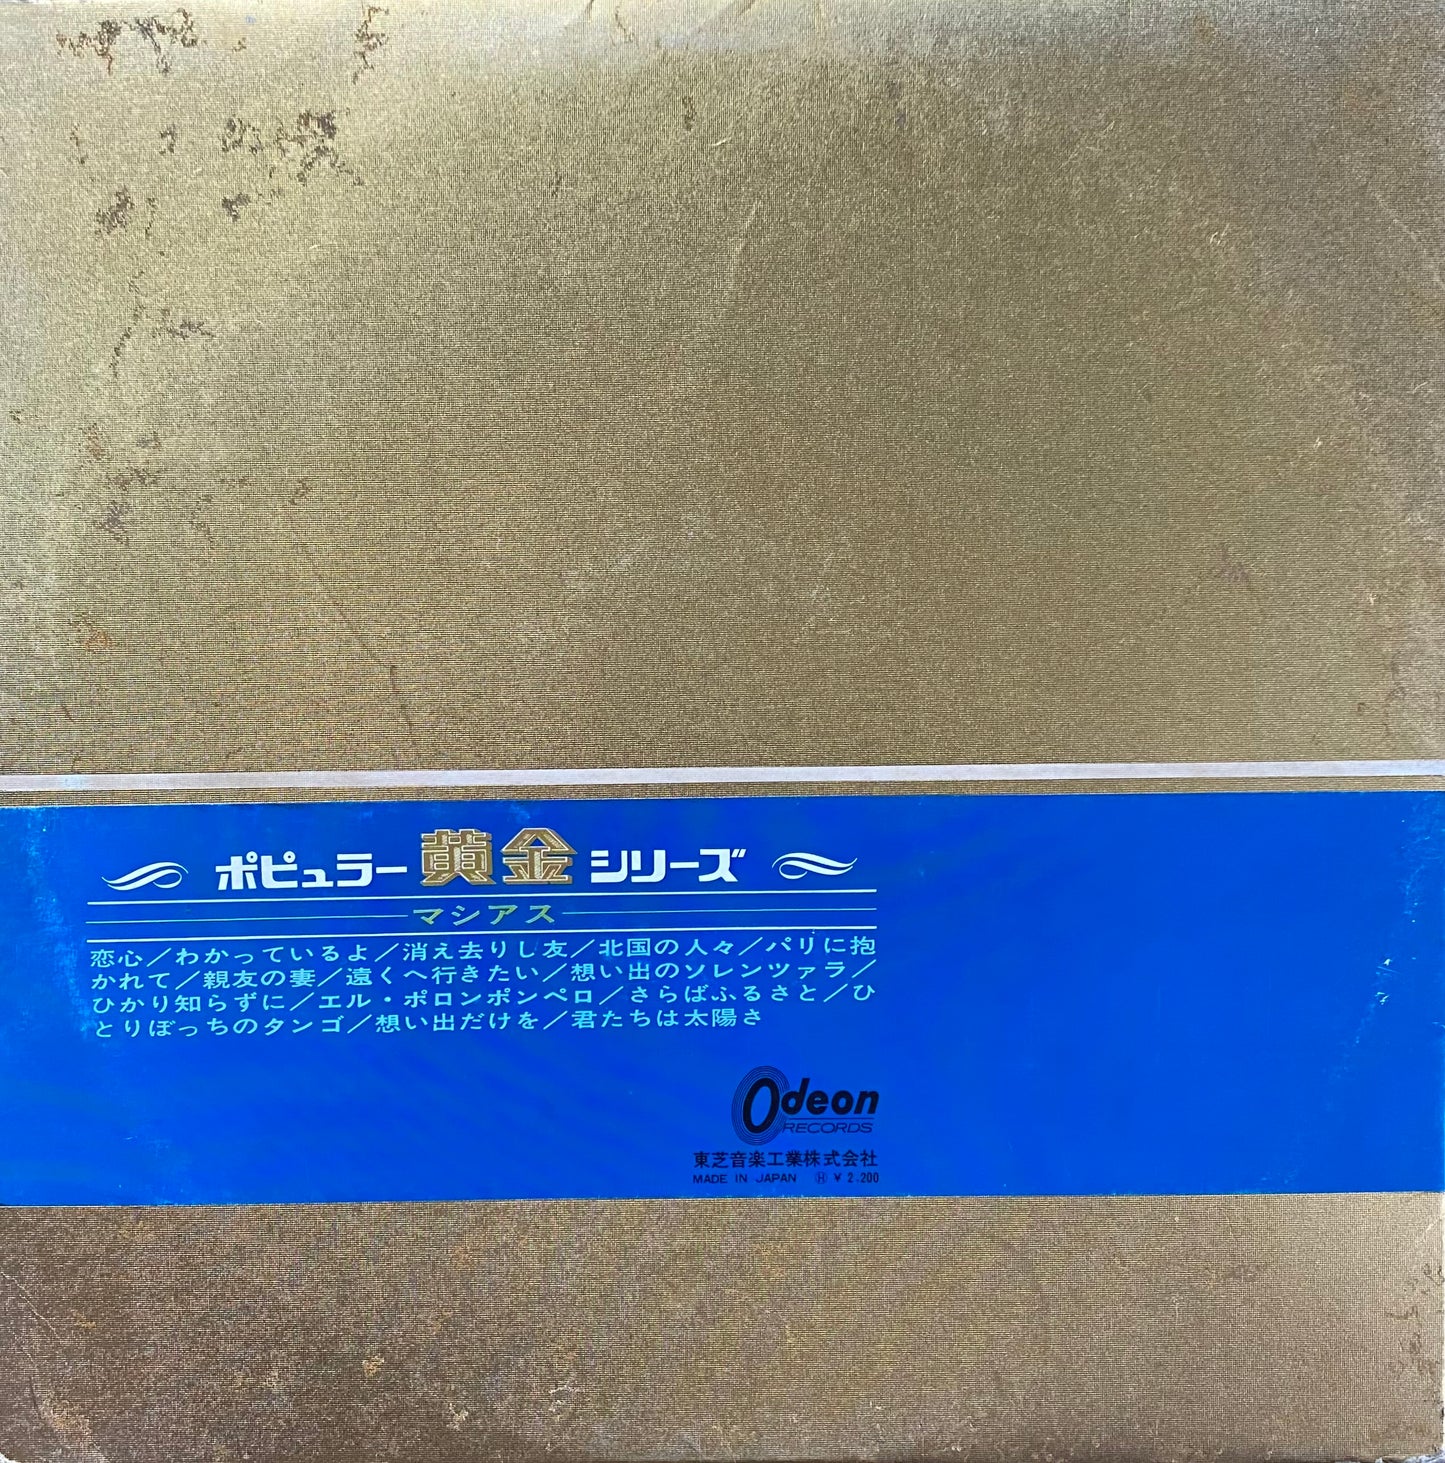 ポピュラー黄金シリーズ
マシアス
恋心/わかっているよ/消え去りし友/北国の人々/パリに抱
かれて/親友の妻/遠くへ行きたい/想い出のソレンツァラ/
ひかり知らずに/エル・ポロンポンペロ/さらばふるさと/ひ
とりぼっちのタンゴ/想い出だけを/君たちは太陽さ
Odeon
RECORDS
東芝音楽工業株式会社
MADE IN JAPAN Ⓗ ¥ 2.200